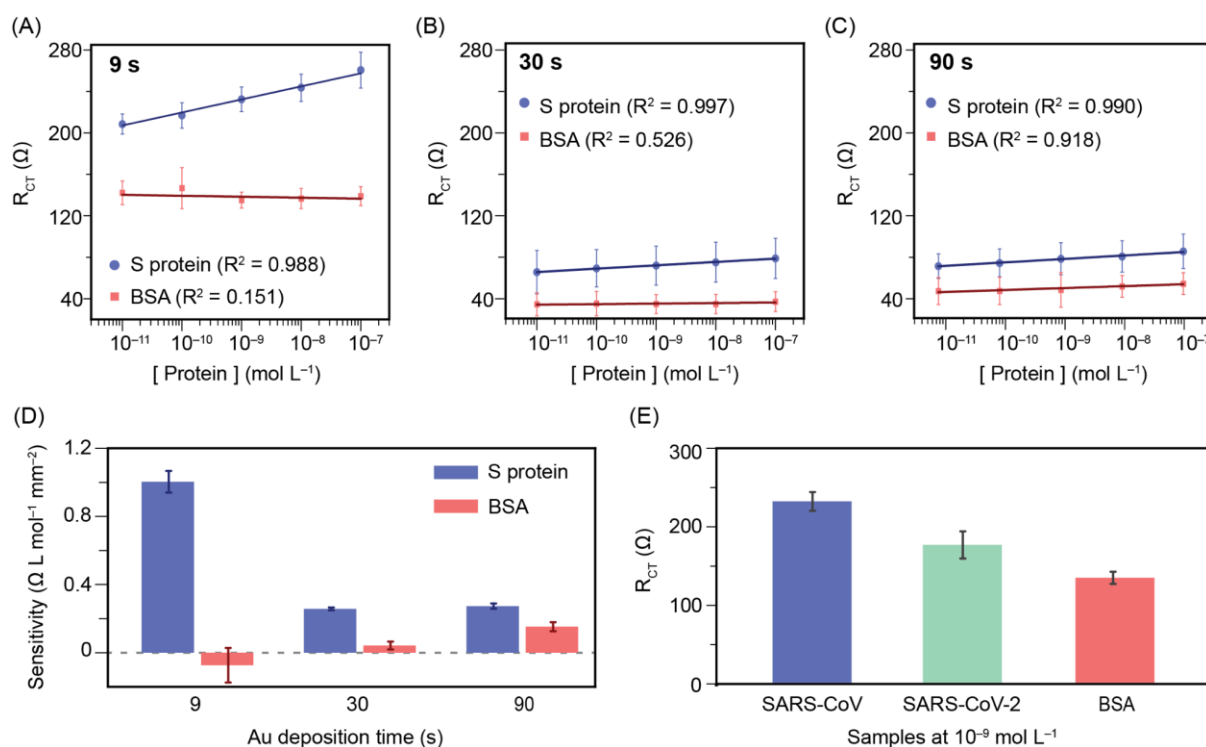 (A)
280
200
120
40
R_CT (Ω)
9 s
S protein (R² = 0.988)
BSA (R² = 0.151)
10⁻¹¹ 10⁻¹⁰ 10⁻⁹ 10⁻⁸ 10⁻⁷
[ Protein ] (mol L⁻¹)
(B)
280
200
120
40
R_CT (Ω)
30 s
S protein (R² = 0.997)
BSA (R² = 0.526)
10⁻¹¹ 10⁻¹⁰ 10⁻⁹ 10⁻⁸ 10⁻⁷
[ Protein ] (mol L⁻¹)
(C)
280
200
120
40
R_CT (Ω)
90 s
S protein (R² = 0.990)
BSA (R² = 0.918)
10⁻¹¹ 10⁻¹⁰ 10⁻⁹ 10⁻⁸ 10⁻⁷
[ Protein ] (mol L⁻¹)
(D)
1.2
0.8
0.4
0
Sensitivity (Ω L mol⁻¹ mm⁻²)
S protein
BSA
9 30 90
Au deposition time (s)
(E)
300
200
100
0
R_CT (Ω)
SARS-CoV SARS-CoV-2 BSA
Samples at 10⁻⁹ mol L⁻¹